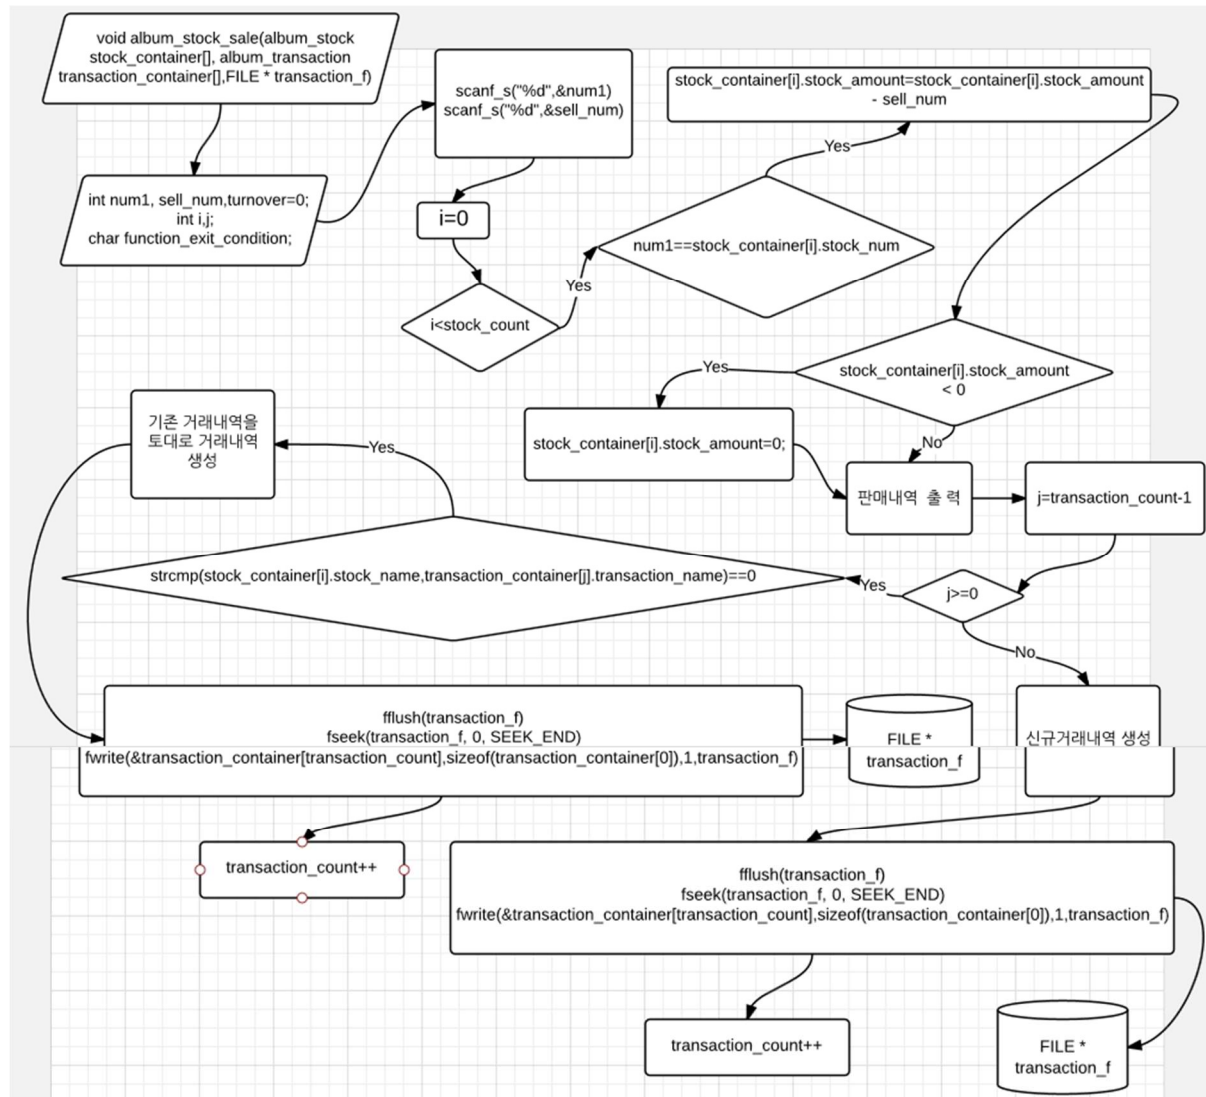 void album_stock_sale(album_stock
stock_container[], album_transaction
transaction_container[],FILE * transaction_f)
int num1, sell_num,turnover=0;
int i,j;
char function_exit_condition;
scanf_s("%d",&num1)
scanf_s("%d",&sell_num)
i=0
i<stock_count
Yes
num1==stock_container[i].stock_num
Yes
stock_container[i].stock_amount=stock_container[i].stock_amount
- sell_num
stock_container[i].stock_amount
< 0
Yes
stock_container[i].stock_amount=0;
No
판매내역 출 력
j=transaction_count-1
j>=0
Yes
strcmp(stock_container[i].stock_name,transaction_container[j].transaction_name)==0
Yes
기존 거래내역을
토대로 거래내역
생성
No
신규거래내역 생성
fflush(transaction_f)
fseek(transaction_f, 0, SEEK_END)
fwrite(&transaction_container[transaction_count],sizeof(transaction_container[0]),1,transaction_f)
FILE *
transaction_f
transaction_count++
fflush(transaction_f)
fseek(transaction_f, 0, SEEK_END)
fwrite(&transaction_container[transaction_count],sizeof(transaction_container[0]),1,transaction_f)
transaction_count++
FILE *
transaction_f